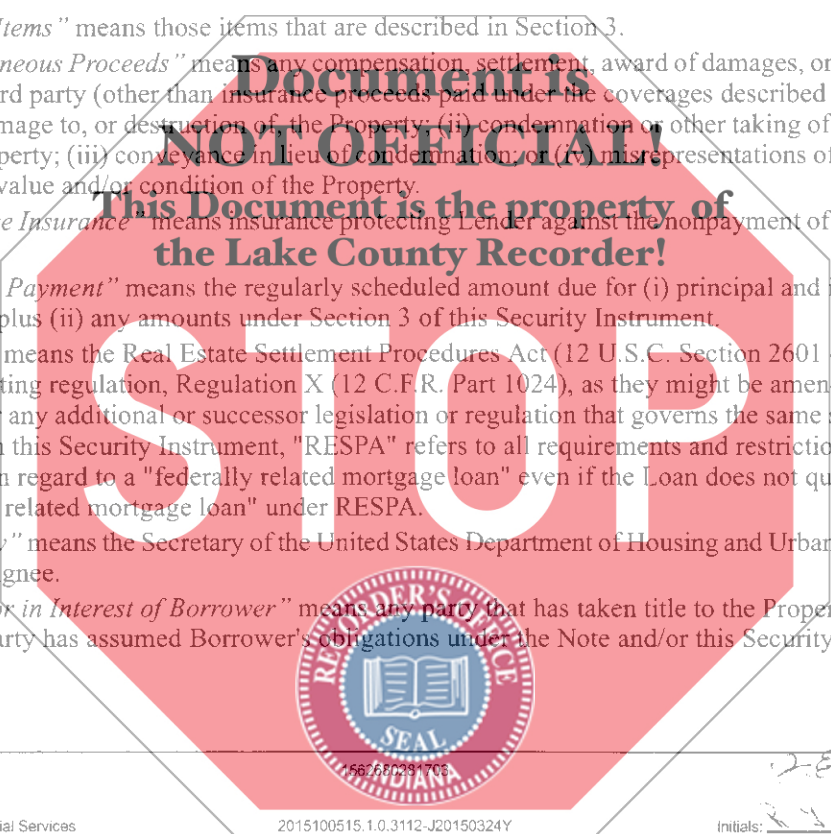 Items" means those items that are described in Section 3.
neous Proceeds" means any compensation, settlement, award of damages, or
rd party (other than insurance proceeds paid under the coverages described
mage to, or destruction of, the Property; (ii) condemnation or other taking of
perty; (iii) conveyance in lieu of condemnation; or (iv) misrepresentations of
value and/or condition of the Property.
e Insurance" means insurance protecting Lender against the nonpayment of
Payment" means the regularly scheduled amount due for (i) principal and
plus (ii) any amounts under Section 3 of this Security Instrument.
means the Real Estate Settlement Procedures Act (12 U.S.C. Section 2601
ting regulation, Regulation X (12 C.F.R. Part 1024), as they might be amen
any additional or successor legislation or regulation that governs the same
this Security Instrument, "RESPA" refers to all requirements and restrictio
n regard to a "federally related mortgage loan" even if the Loan does not qu
related mortgage loan" under RESPA.
" means the Secretary of the United States Department of Housing and Urban
gnee.
r in Interest of Borrower" means any party that has taken title to the Proper
arty has assumed Borrower's obligations under the Note and/or this Security
Document is
NOT OFFICIAL!
This Document is the property of
the Lake County Recorder!
STOP
RECORDER'S OFFICE
SEAL
INDIANA
1662680281703
ial Services
2015100515.1.0.3112-J20150324Y
Initials: